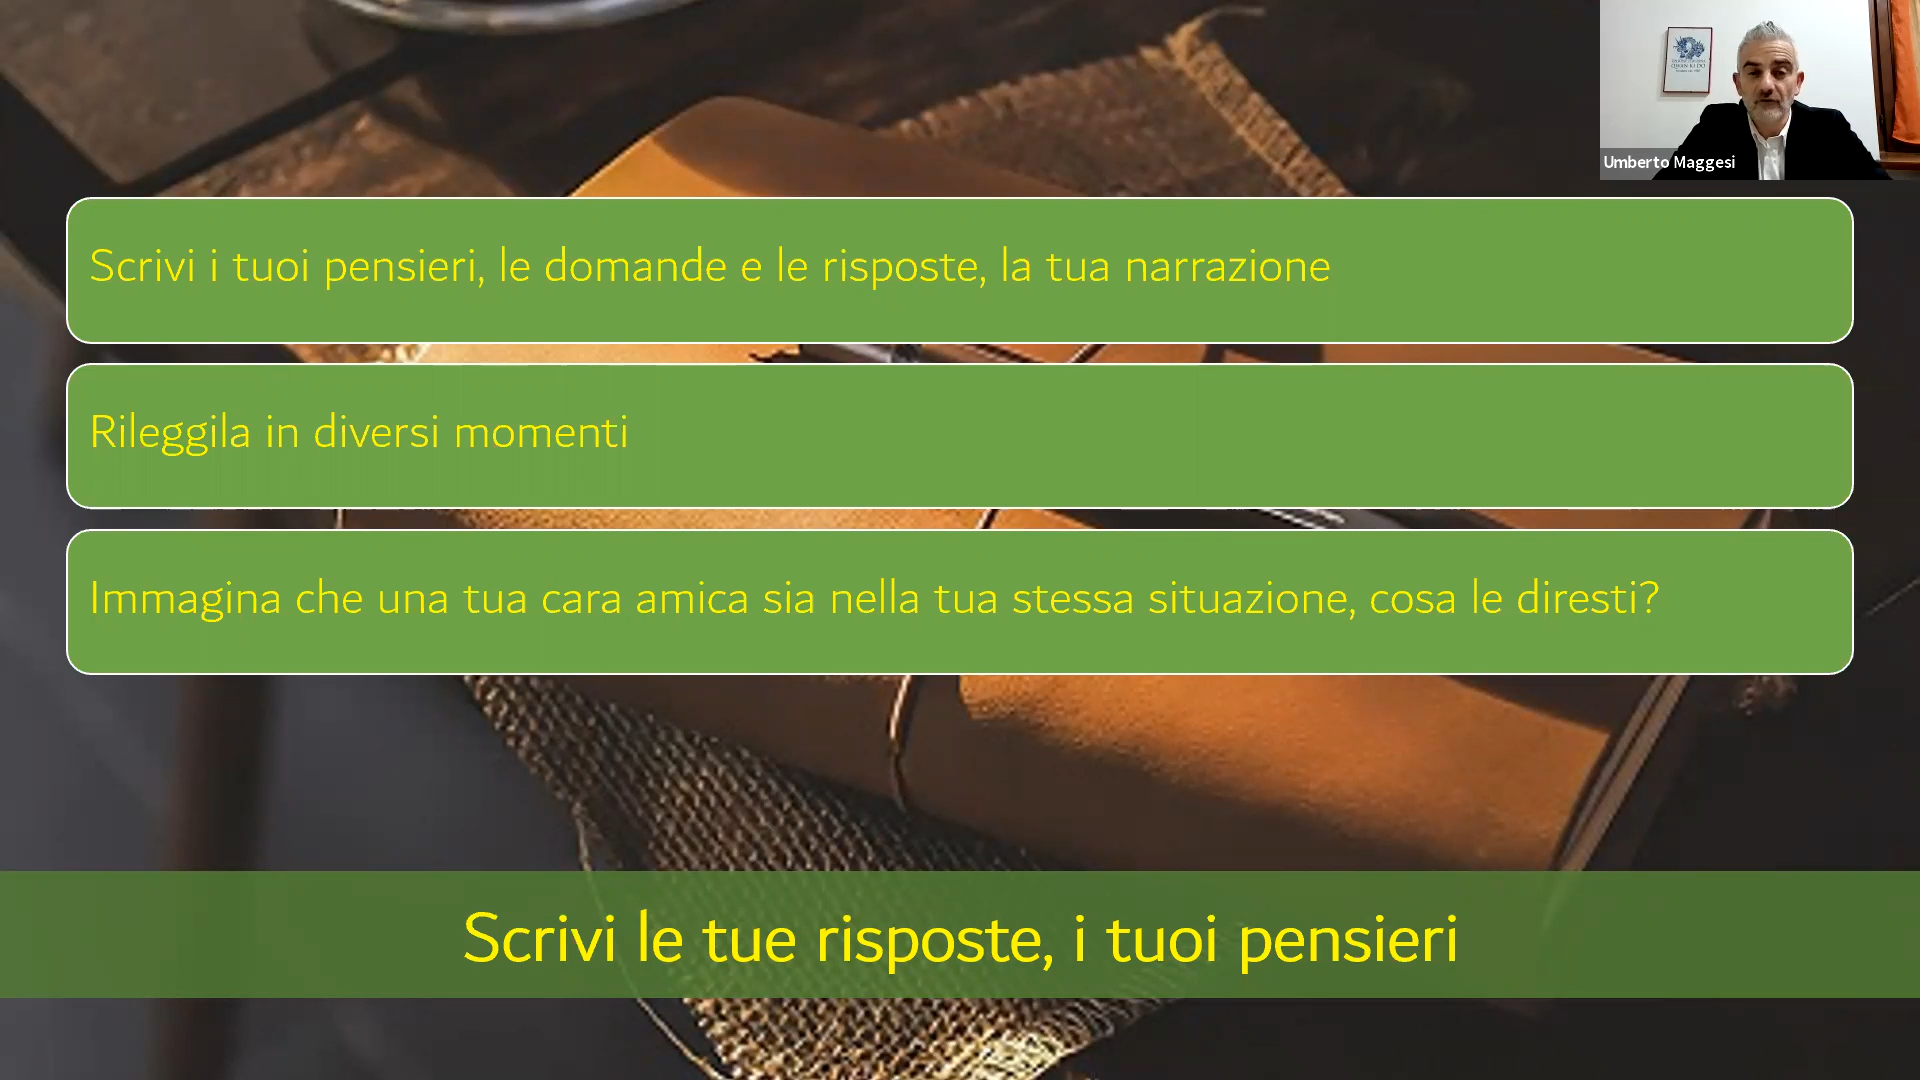 Umberto Maggesi
Scrivi i tuoi pensieri, le domande e le risposte, la tua narrazione
Rileggila in diversi momenti
Immagina che una tua cara amica sia nella tua stessa situazione, cosa le diresti?
Scrivi le tue risposte, i tuoi pensieri